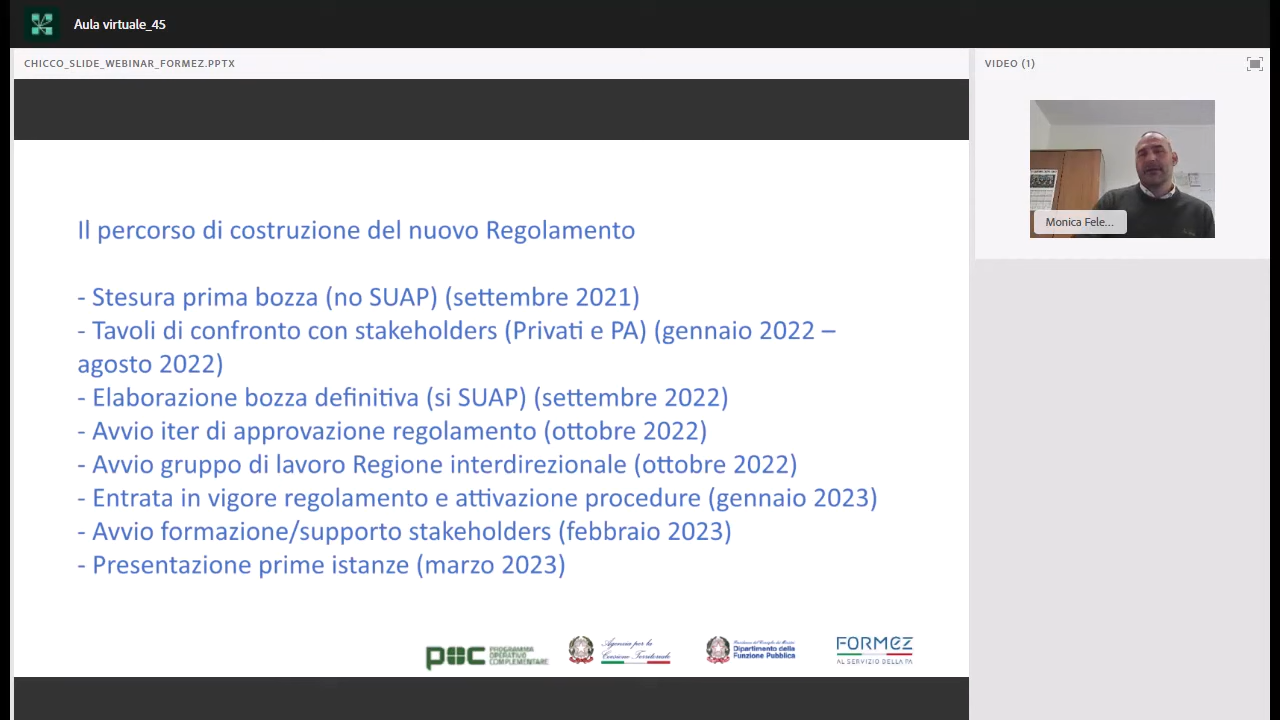 Aula virtuale_45
CHICCO_SLIDE_WEBINAR_FORMEZ.PPTX
VIDEO (1)
Monica Fele...
Il percorso di costruzione del nuovo Regolamento
- Stesura prima bozza (no SUAP) (settembre 2021)
- Tavoli di confronto con stakeholders (Privati e PA) (gennaio 2022 –
agosto 2022)
- Elaborazione bozza definitiva (si SUAP) (settembre 2022)
- Avvio iter di approvazione regolamento (ottobre 2022)
- Avvio gruppo di lavoro Regione interdirezionale (ottobre 2022)
- Entrata in vigore regolamento e attivazione procedure (gennaio 2023)
- Avvio formazione/supporto stakeholders (febbraio 2023)
- Presentazione prime istanze (marzo 2023)
POC PROGRAMMA
OPERATIVO
COMPLEMENTARE
Agenzia per la
Coesione Territoriale
Presidenza del Consiglio dei Ministri
Dipartimento della
Funzione Pubblica
FORMEZ
AL SERVIZIO DELLA PA